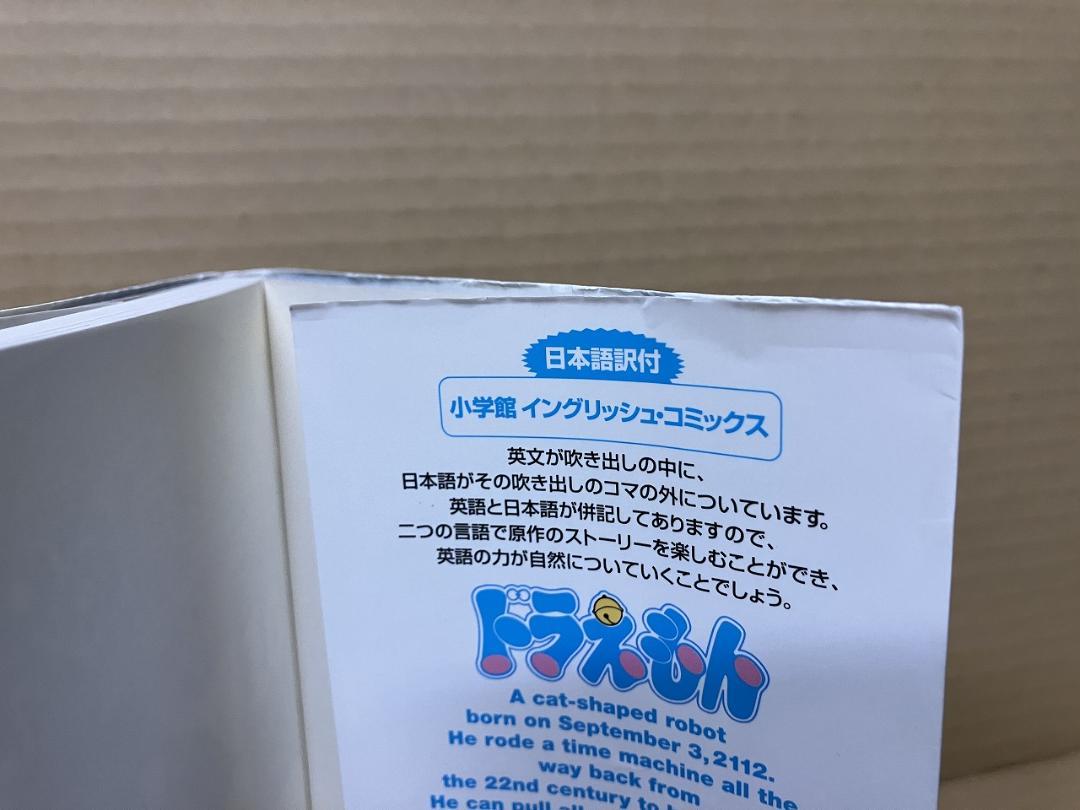 日本語訳付
小学館 イングリッシュ・コミックス
英文が吹き出しの中に、
日本語がその吹き出しのコマの外についています。
英語と日本語が併記してありますので、
二つの言語で原作のストーリーを楽しむことができ、
英語の力が自然についていくことでしょう。
ドラえもん
A cat-shaped robot
born on September 3, 2112.
He rode a time machine all the
way back from
the 22nd century to
He can pull